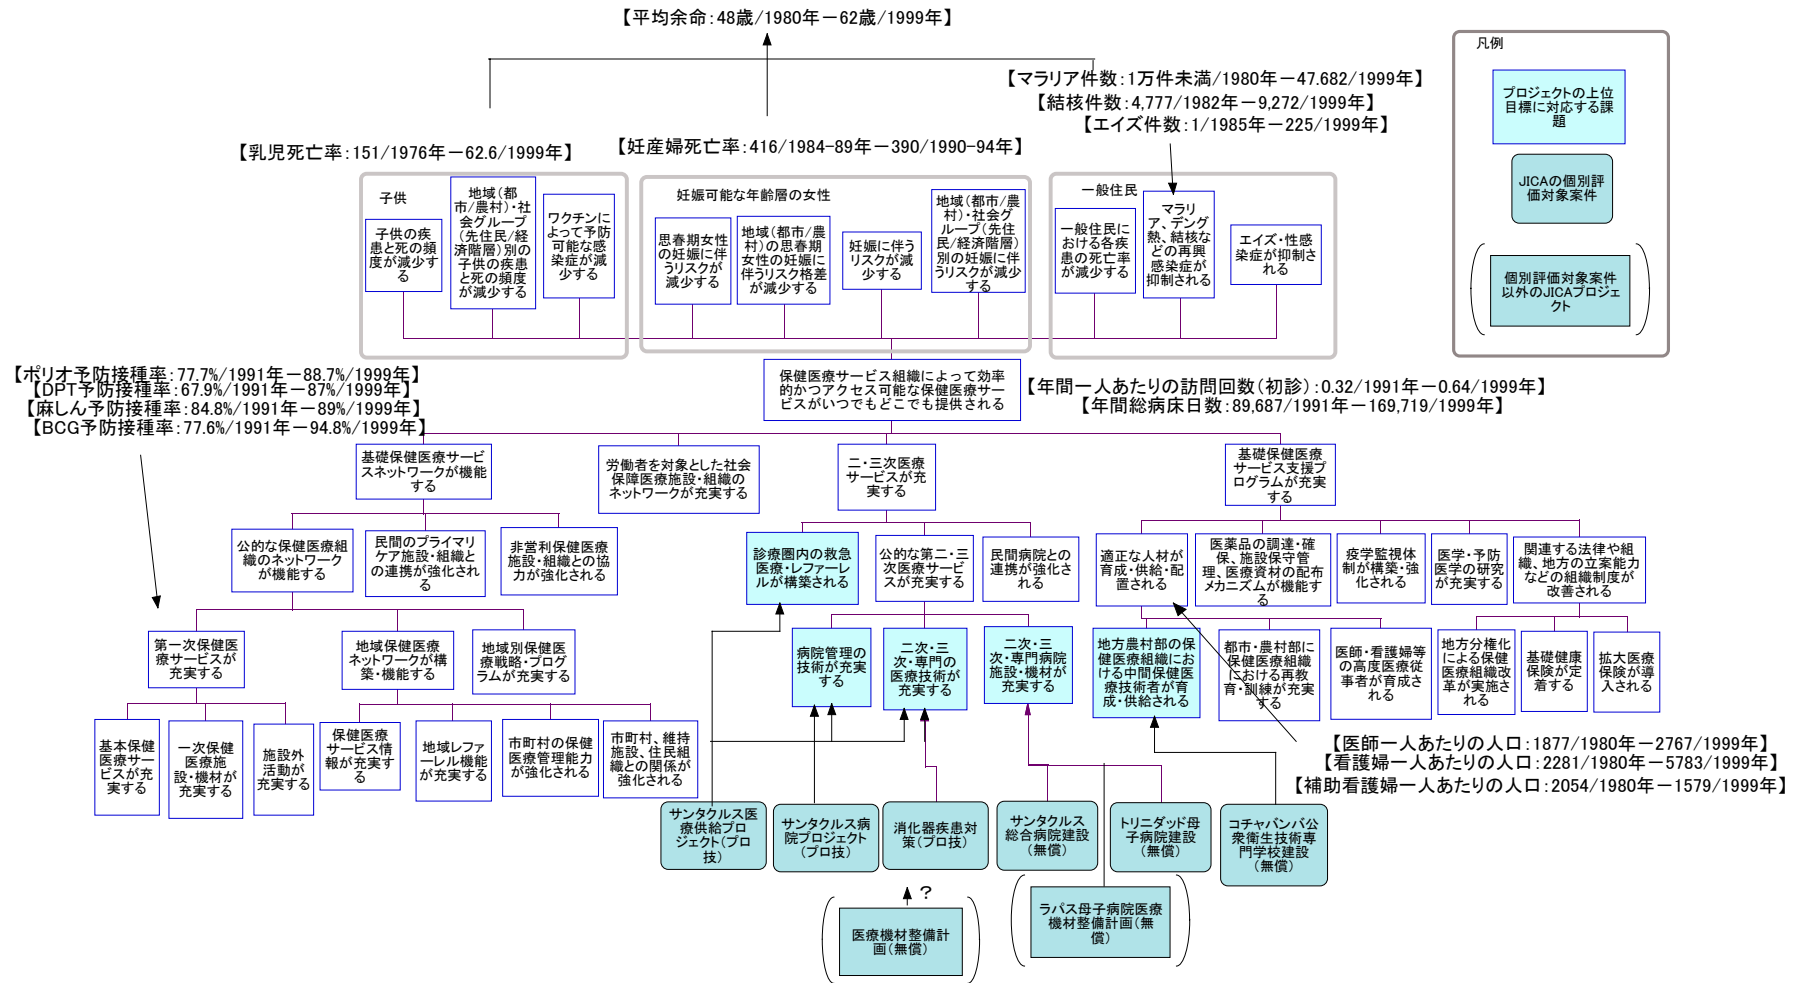 【平均余命：48歳/1980年－62歳/1999年】
凡例
プロジェクトの上位
目標に対応する課
題
JICAの個別評
価対象案件
個別評価対象案件
以外のJICAプロジェ
クト
【マラリア件数：1万件未満/1980年－47.682/1999年】
【結核件数：4,777/1982年－9,272/1999年】
【エイズ件数：1/1985年－225/1999年】
【乳児死亡率：151/1976年－62.6/1999年】
【妊産婦死亡率：416/1984-89年－390/1990-94年】
子供
子供の疾
患と死の頻
度が減少す
る
地域（都
市/農村）・社
会グループ
（先住民/経
済階層）別の
子供の疾患
と死の頻度
が減少する
ワクチンに
よって予防
可能な感
染症が減
少する
妊娠可能な年齢層の女性
思春期女性
の妊娠に伴
うリスクが
減少する
地域（都市/農
村）の思春期
女性の妊娠に
伴うリスク格差
が減少する
妊娠に伴う
リスクが減
少する
地域（都市/農
村）・社会グ
ループ（先住
民/経済階層）
別の妊娠に伴
うリスクが減少
する
一般住民
一般住民に
おける各疾
患の死亡率
が減少する
マラリ
ア、デング
熱、結核な
どの再興
感染症が
抑制される
エイズ・性感
染症が抑制さ
れる
【ポリオ予防接種率：77.7%/1991年－88.7%/1999年】
【DPT予防接種率：67.9%/1991年－87%/1999年】
【麻しん予防接種率：84.8%/1991年－89%/1999年】
【BCG予防接種率：77.6%/1991年－94.8%/1999年】
保健医療サービス組織によって効率
的かつアクセス可能な保健医療サー
ビスがいつでもどこでも提供される
【年間一人あたりの訪問回数（初診）：0.32/1991年－0.64/1999年】
【年間総病床日数：89,687/1991年－169,719/1999年】
基礎保健医療サービ
スネットワークが機能
する
労働者を対象とした社会
保障医療施設・組織の
ネットワークが充実する
二・三次医療
サービスが充
実する
基礎保健医療
サービス支援プ
ログラムが充実
する
公的な保健医療組
織のネットワーク
が機能する
民間のプライマリ
ケア施設・組織と
の連携が強化され
る
非営利保健医療
施設・組織との協
力が強化される
診療圏内の救急
医療・レファーレ
ルが構築される
公的な第二・三
次医療サービ
スが充実する
民間病院との
連携が強化さ
れる
適正な人材が
育成・供給・配
置される
医薬品の調達・確
保、施設保守管
理、医療資材の配布
メカニズムが機能す
る
疫学監視体
制が構築・強
化される
医学・予防
医学の研究
が充実する
関連する法律や組
織、地方の立案能力
などの組織制度が
改善される
第一次保健医
療サービスが
充実する
地域保健医療
ネットワークが構
築・機能する
地域別保健医
療戦略・プログ
ラムが充実する
病院管理の
技術が充実
する
二次・三
次・専門の
医療技術が
充実する
二次・三
次・専門病院
施設・機材が
充実する
地方農村部の保
健医療組織にお
ける中間保健医
療技術者が育
成・供給される
都市・農村部に
保健医療組織
における再教
育・訓練が充実
する
医師・看護婦等
の高度医療従
事者が育成さ
れる
地方分権化
による保健
医療組織改
革が実施さ
れる
基礎健康
保険が定
着する
拡大医療
保険が導
入される
基本保健
医療サー
ビスが充
実する
一次保健
医療施
設・機材が
充実する
施設外
活動が
充実する
保健医療
サービス情
報が充実す
る
地域レファ
ーレル機能
が充実する
市町村の保健
医療管理能力
が強化される
市町村、維持
施設、住民組
織との関係が
強化される
【医師一人あたりの人口：1877/1980年－2767/1999年】
【看護婦一人あたりの人口：2281/1980年－5783/1999年】
【補助看護婦一人あたりの人口：2054/1980年－1579/1999年】
サンタクルス医
療供給プロ
ジェクト（プロ
技）
サンタクルス病
院プロジェクト
（プロ技）
消化器疾患対
策（プロ技）
サンタクルス
総合病院建設
（無償）
トリニダッド母
子病院建設
（無償）
コチャバンバ公
衆衛生技術専
門学校建設
（無償）
？
医療機材整備計
画（無償）
ラパス母子病院医療
機材整備計画（無
償）